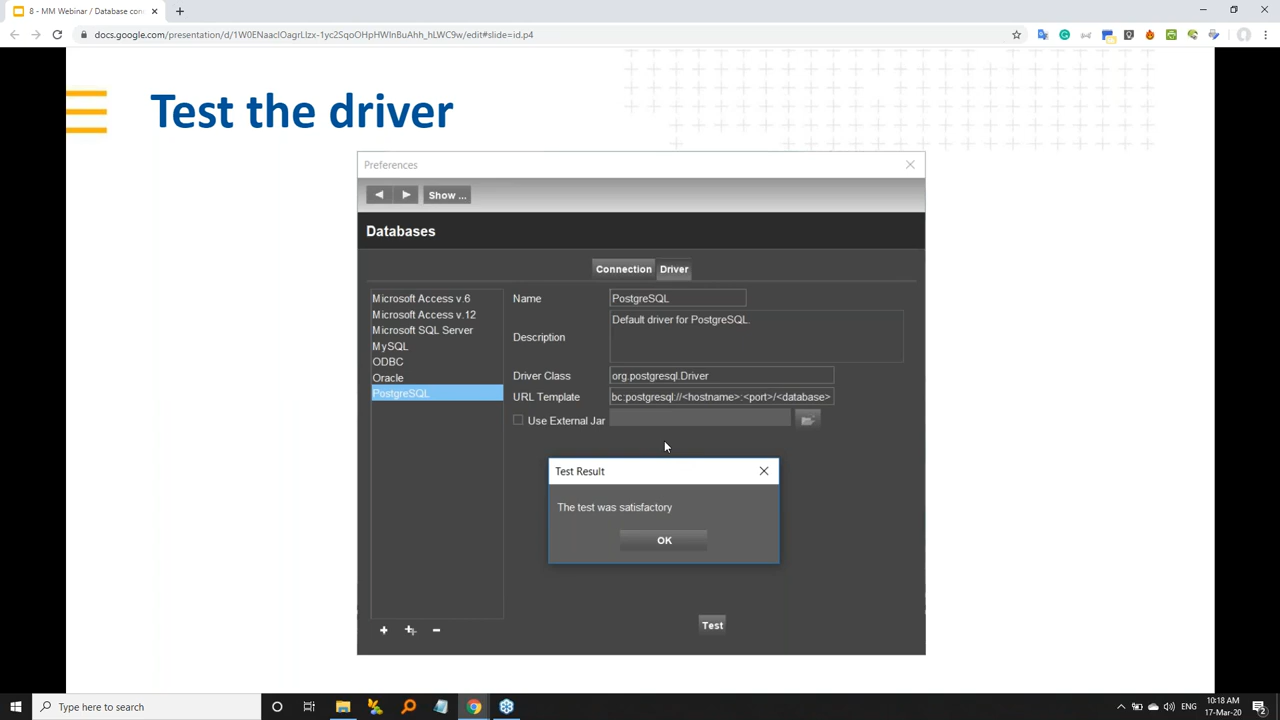 8 - MM Webinar / Database con
docs.google.com/presentation/d/1W0ENaacIOagrLIzx-1yc2SqoOHpHWlnBuAhh_hLWC9w/edit#slide=id.p4
Test the driver
Preferences
Show ...
Databases
Connection Driver
Microsoft Access v.6
Microsoft Access v.12
Microsoft SQL Server
MySQL
ODBC
Oracle
PostgreSQL
Name PostgreSQL
Description Default driver for PostgreSQL.
Driver Class org.postgresql.Driver
URL Template bc:postgresql://<hostname>:<port>/<database>
Use External Jar
Test Result
The test was satisfactory
OK
Test
Type here to search
ENG
10:18 AM
17-Mar-20
2